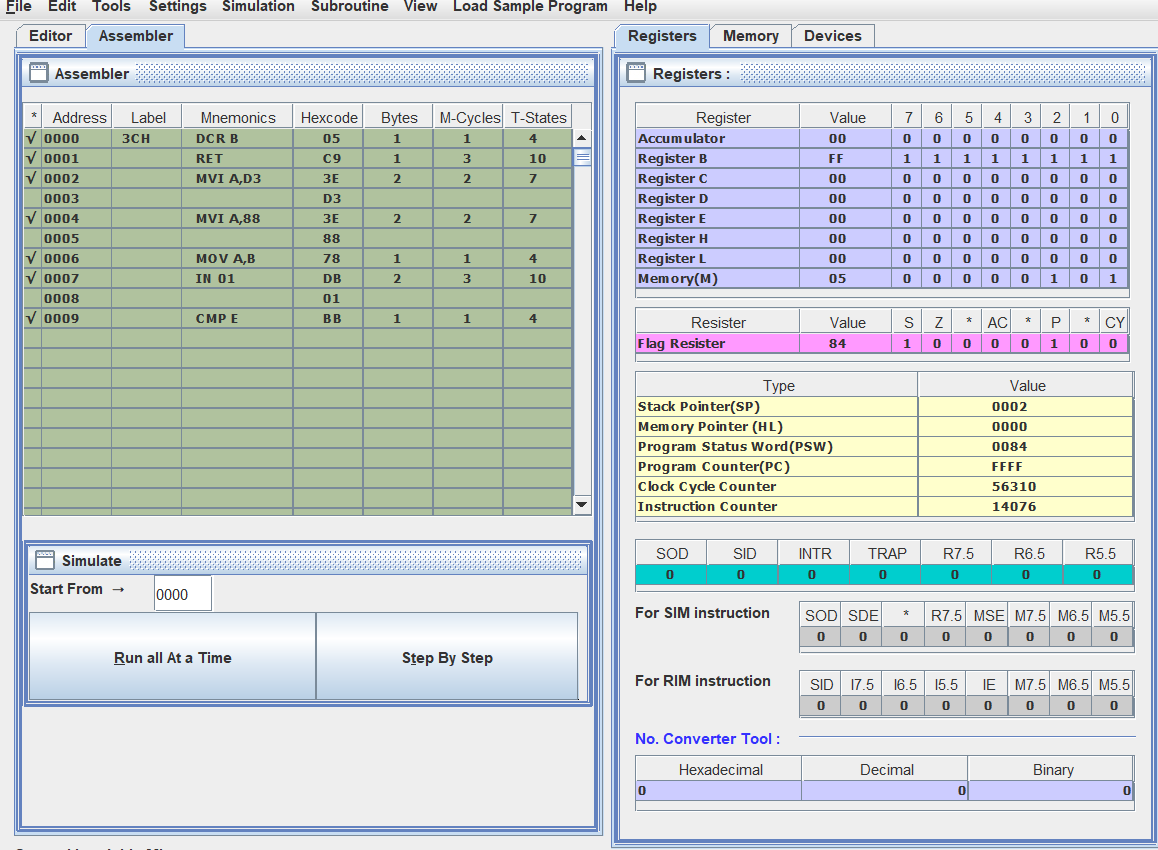 File Edit Tools Settings Simulation Subroutine View Load Sample Program Help
Editor Assembler
Assembler
* Address Label Mnemonics Hexcode Bytes M-Cycles T-States
√ 0000 3CH DCR B 05 1 1 4
√ 0001 RET C9 1 3 10
√ 0002 MVI A,D3 3E 2 2 7
0003 D3
√ 0004 MVI A,88 3E 2 2 7
0005 88
√ 0006 MOV A,B 78 1 1 4
√ 0007 IN 01 DB 2 3 10
0008 01
√ 0009 CMP E BB 1 1 4
Simulate
Start From → 0000
Run all At a Time Step By Step
Registers Memory Devices
Registers :
Register Value 7 6 5 4 3 2 1 0
Accumulator 00 0 0 0 0 0 0 0 0
Register B FF 1 1 1 1 1 1 1 1
Register C 00 0 0 0 0 0 0 0 0
Register D 00 0 0 0 0 0 0 0 0
Register E 00 0 0 0 0 0 0 0 0
Register H 00 0 0 0 0 0 0 0 0
Register L 00 0 0 0 0 0 0 0 0
Memory(M) 05 0 0 0 0 0 1 0 1
Resister Value S Z * AC * P * CY
Flag Resister 84 1 0 0 0 0 1 0 0
Type Value
Stack Pointer(SP) 0002
Memory Pointer (HL) 0000
Program Status Word(PSW) 0084
Program Counter(PC) FFFF
Clock Cycle Counter 56310
Instruction Counter 14076
SOD SID INTR TRAP R7.5 R6.5 R5.5
0 0 0 0 0 0 0
For SIM instruction SOD SDE * R7.5 MSE M7.5 M6.5 M5.5
0 0 0 0 0 0 0 0
For RIM instruction SID I7.5 I6.5 I5.5 IE M7.5 M6.5 M5.5
0 0 0 0 0 0 0 0
No. Converter Tool :
Hexadecimal Decimal Binary
0 0 0